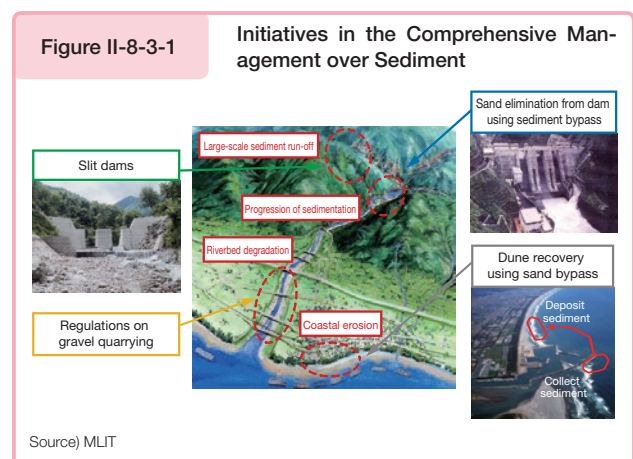 Figure II-8-3-1
Initiatives in the Comprehensive Man-
agement over Sediment
Sand elimination from dam
using sediment bypass
Large-scale sediment run-off
Slit dams
Progression of sedimentation
Riverbed degradation
Dune recovery
using sand bypass
Deposit
sediment
Regulations on
gravel quarrying
Coastal erosion
Collect
sediment
Source) MLIT